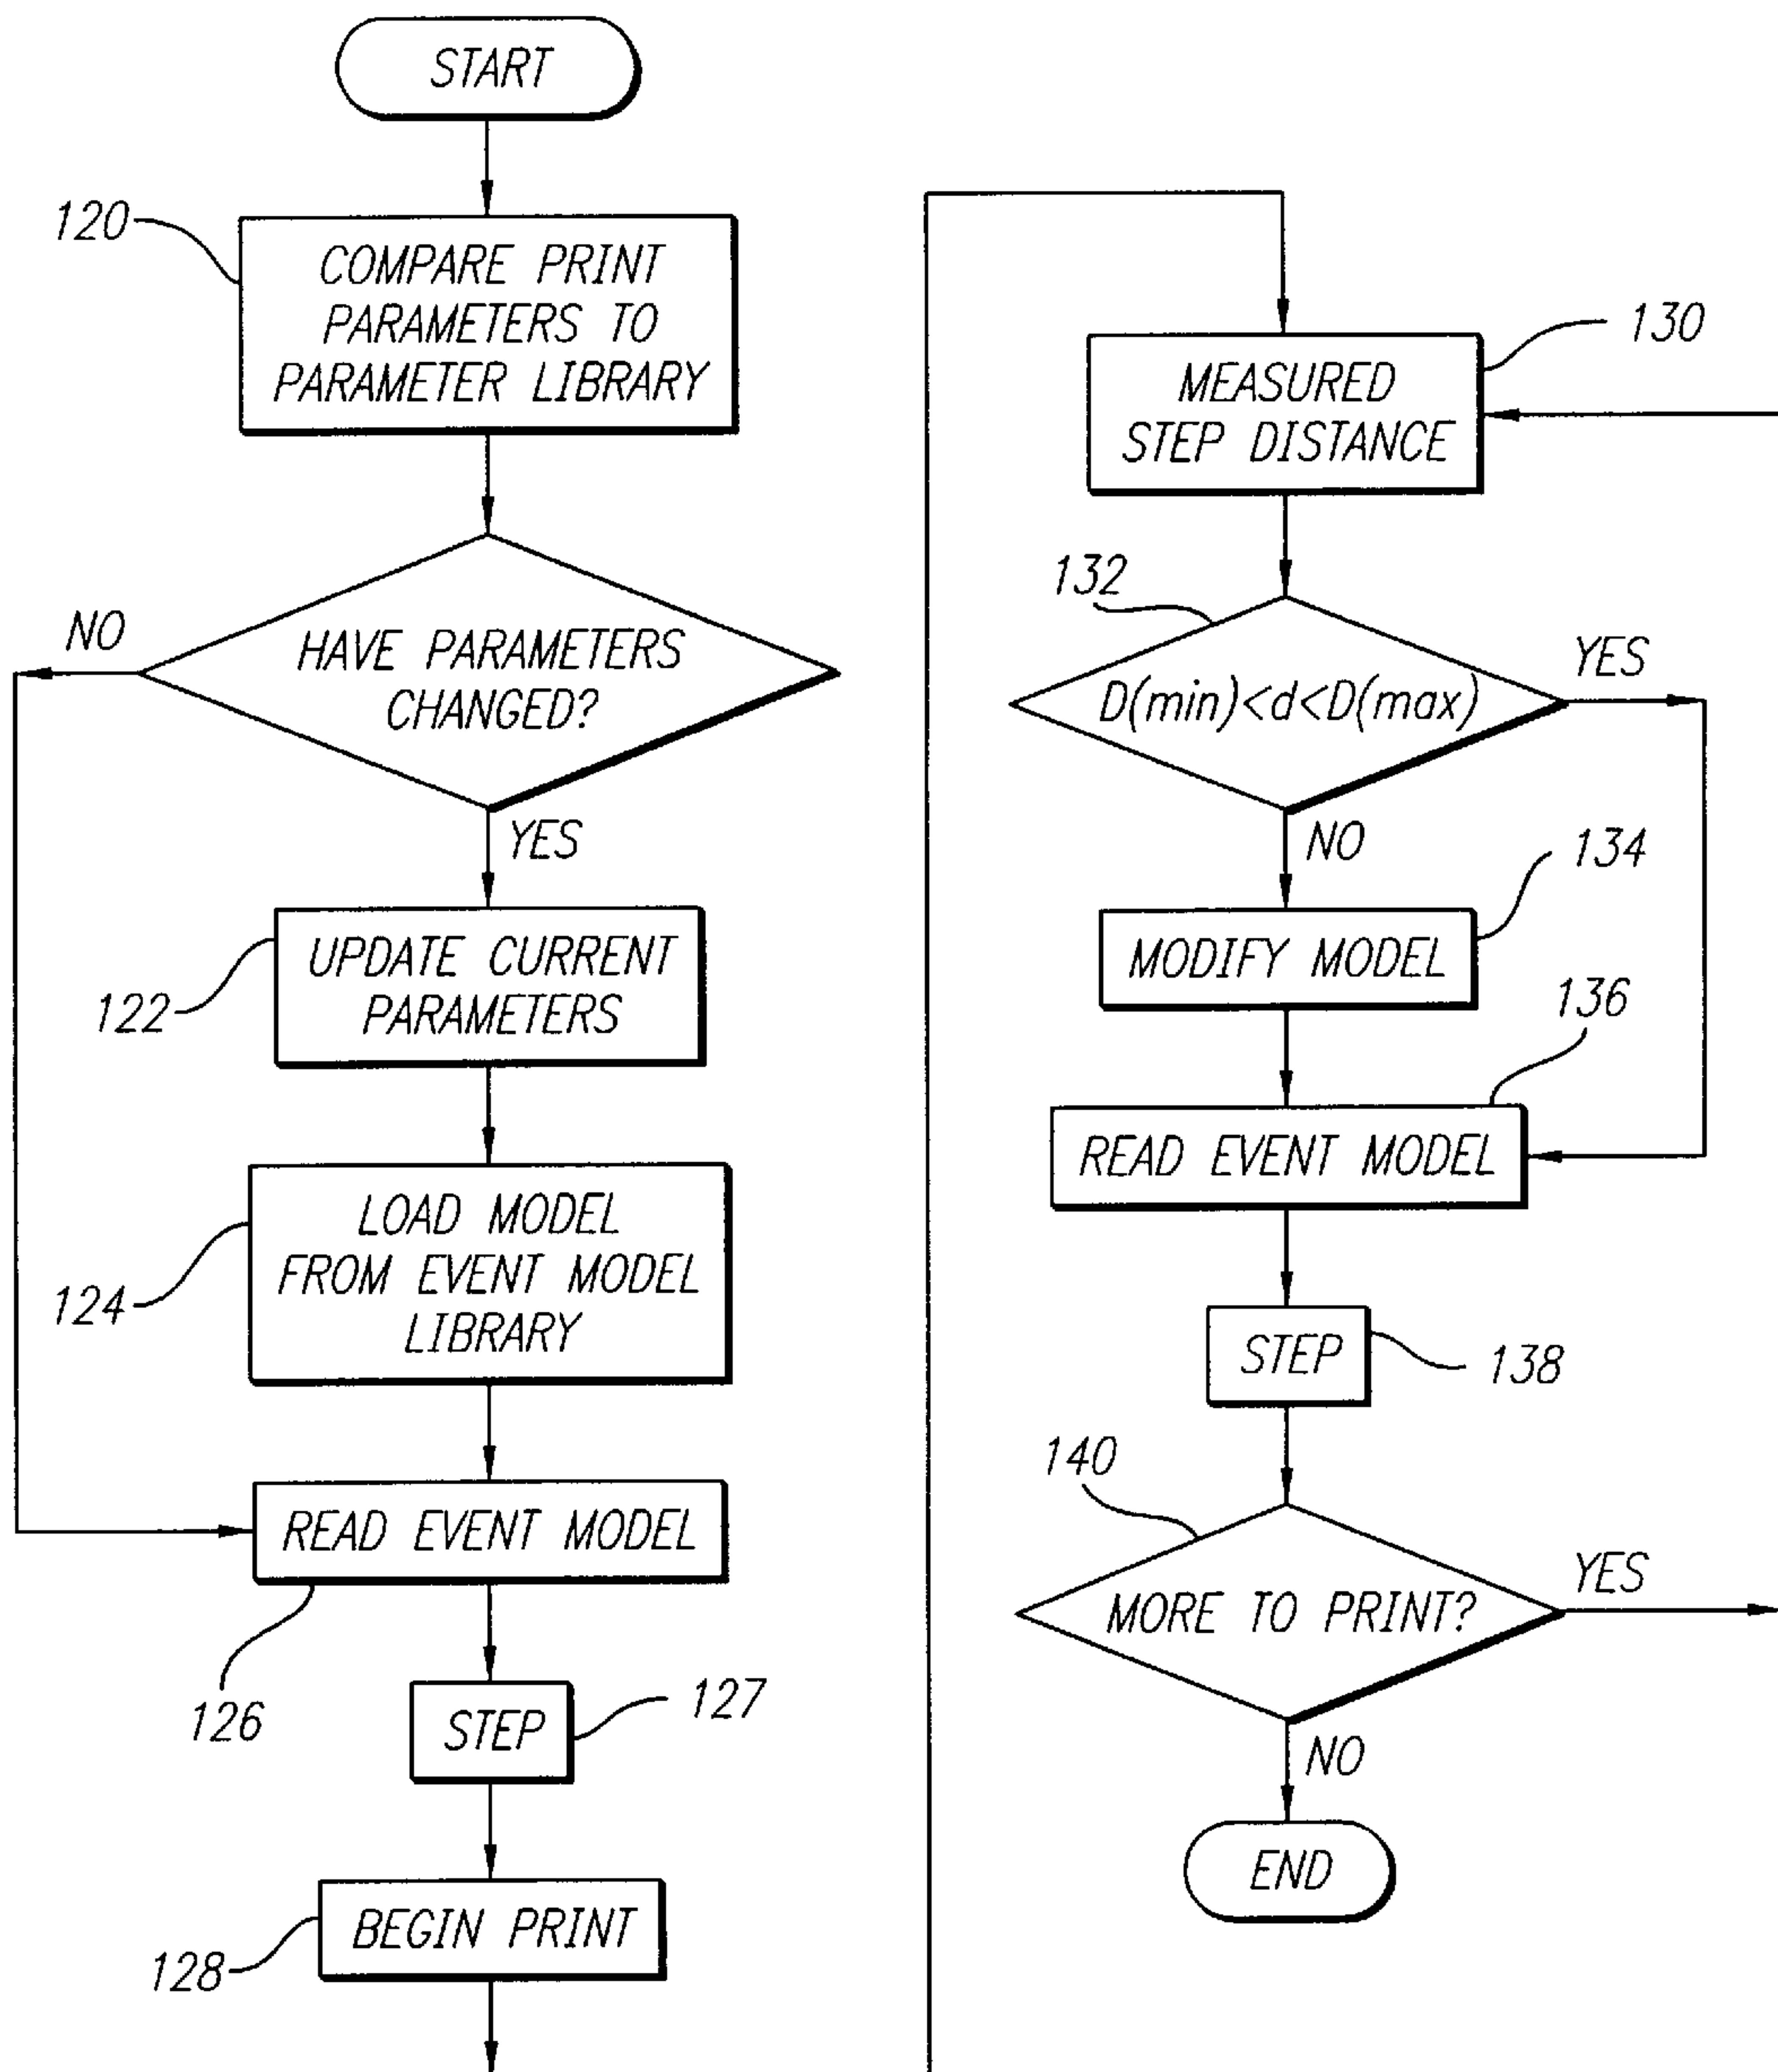 START
120
COMPARE PRINT
PARAMETERS TO
PARAMETER LIBRARY
NO
HAVE PARAMETERS
CHANGED?
YES
122
UPDATE CURRENT
PARAMETERS
124
LOAD MODEL
FROM EVENT MODEL
LIBRARY
READ EVENT MODEL
126
STEP
127
BEGIN PRINT
128
130
MEASURED
STEP DISTANCE
132
D(min)<d<D(max)
YES
NO
134
MODIFY MODEL
136
READ EVENT MODEL
STEP
138
140
MORE TO PRINT?
YES
NO
END